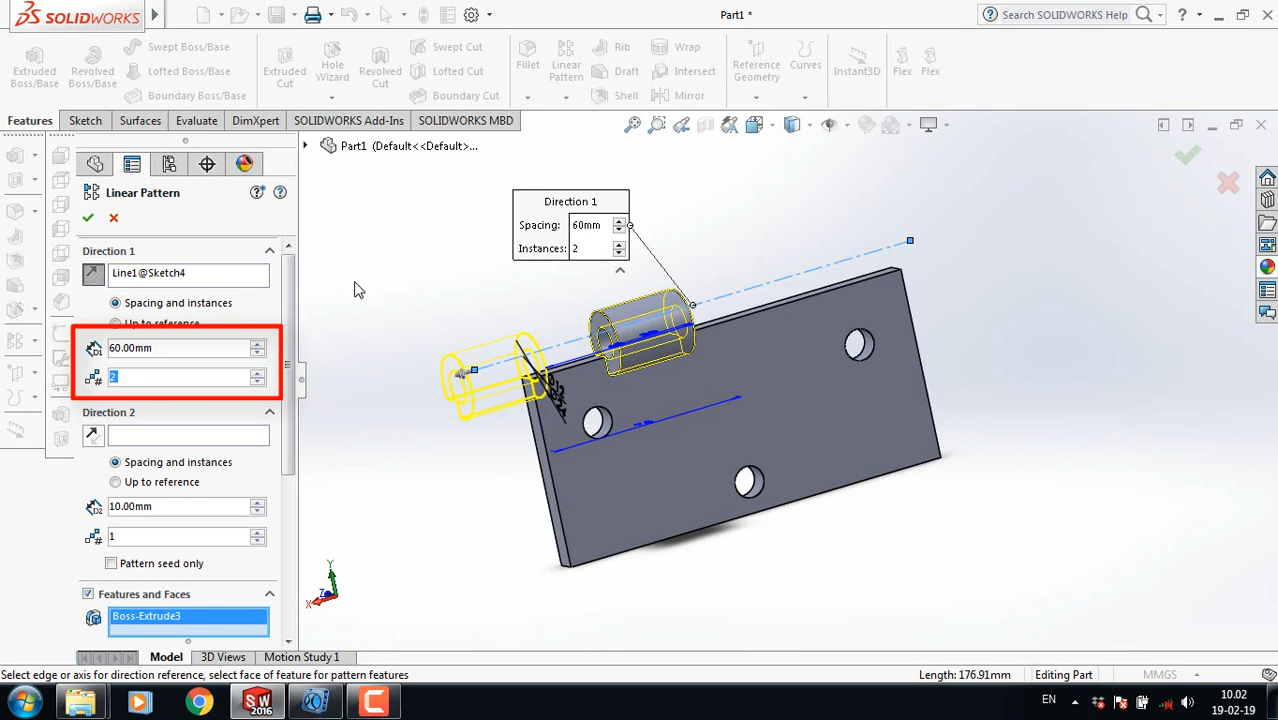 SOLIDWORKS
Part1 *
Search SOLIDWORKS Help
Extruded Boss/Base
Revolved Boss/Base
Swept Boss/Base
Lofted Boss/Base
Boundary Boss/Base
Extruded Cut
Hole Wizard
Revolved Cut
Swept Cut
Lofted Cut
Boundary Cut
Fillet
Linear Pattern
Rib
Draft
Shell
Wrap
Intersect
Mirror
Reference Geometry
Curves
Instant3D
Flex
Flex
Features
Sketch
Surfaces
Evaluate
DimXpert
SOLIDWORKS Add-Ins
SOLIDWORKS MBD
Part1 (Default<<Default>...
Linear Pattern
Direction 1
Line1@Sketch4
Spacing and instances
Up to reference
60.00mm
2
Direction 2
Spacing and instances
Up to reference
10.00mm
1
Pattern seed only
Features and Faces
Boss-Extrude3
Direction 1
Spacing: 60mm
Instances: 2
Y
X
Z
Model
3D Views
Motion Study 1
Select edge or axis for direction reference, select face of feature for pattern features
Length: 176.91mm
Editing Part
MMGS
SW
2016
EN
10.02
19-02-19